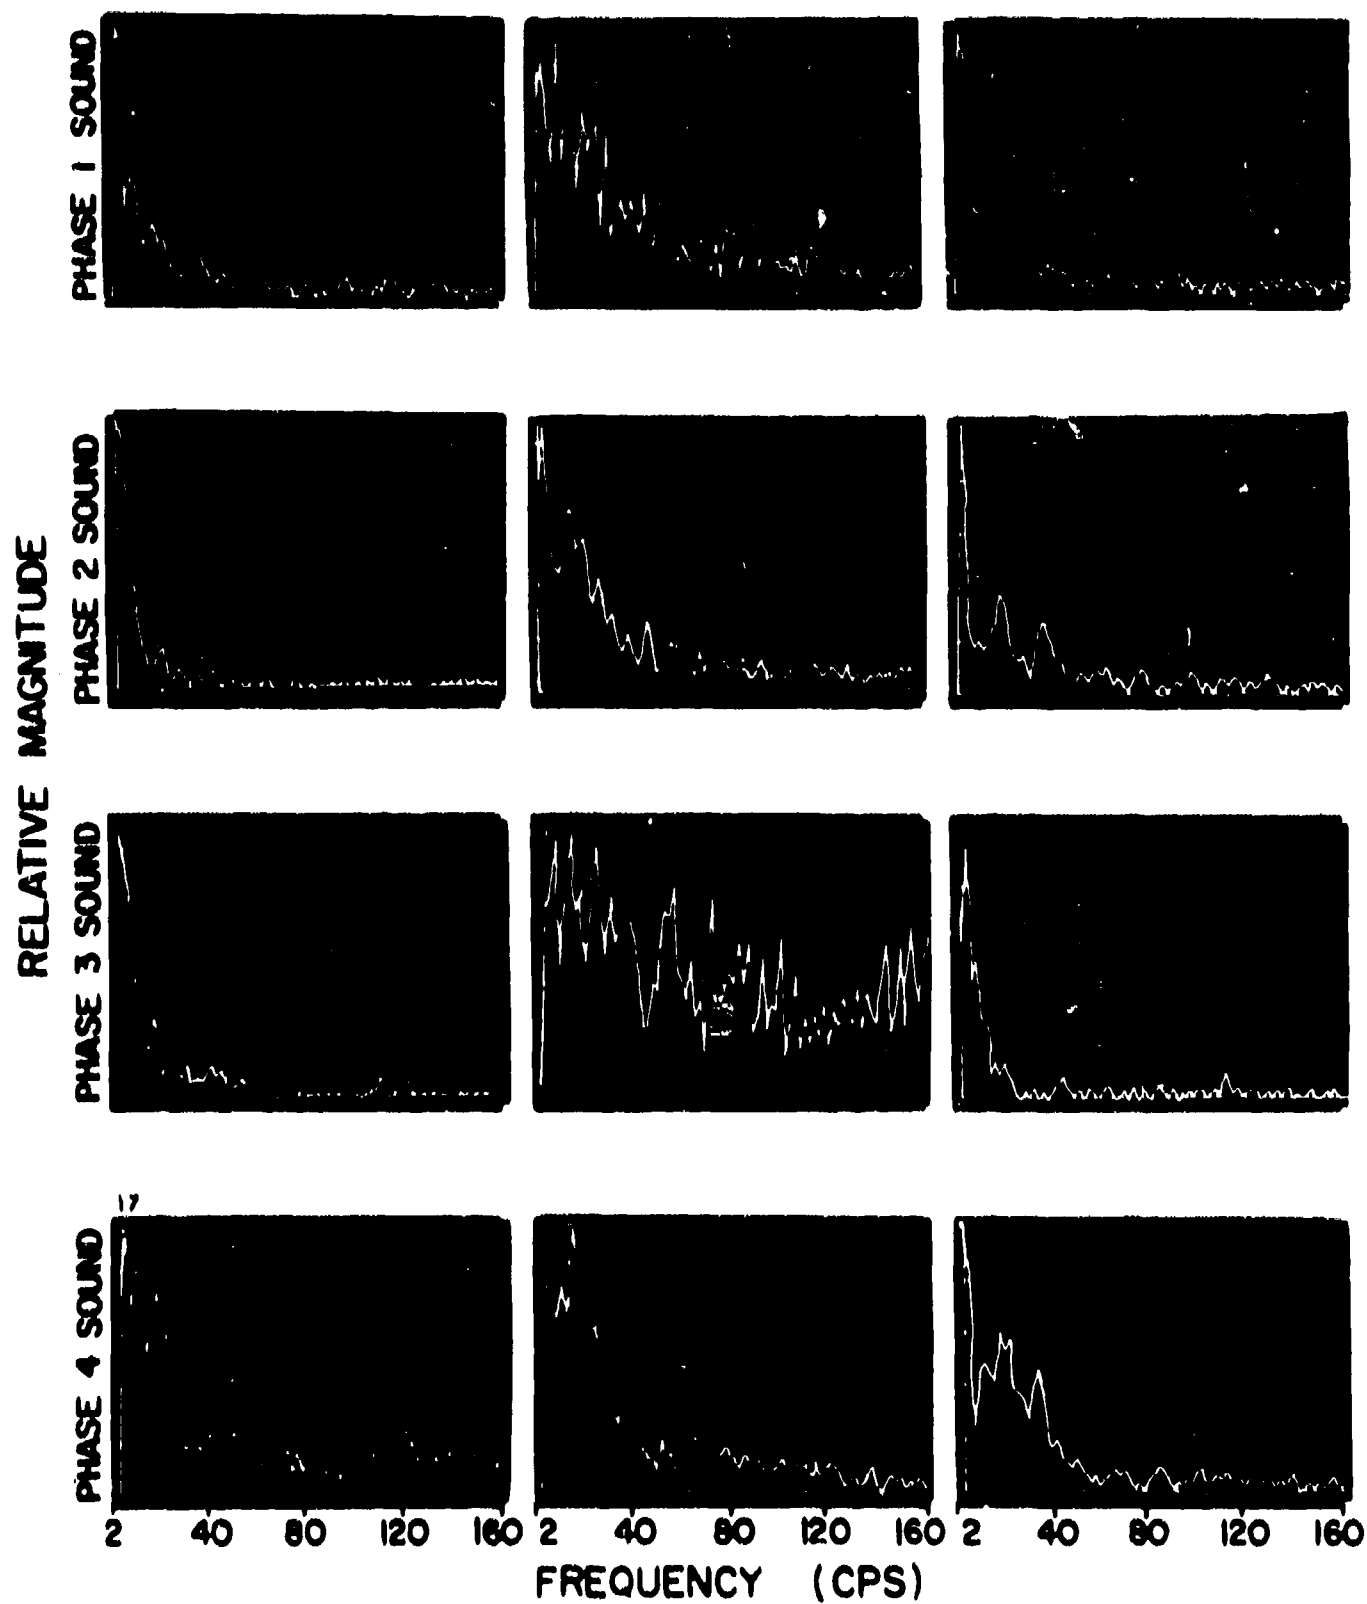 RELATIVE MAGNITUDE
PHASE 1 SOUND
PHASE 2 SOUND
PHASE 3 SOUND
PHASE 4 SOUND
2 40 80 120 160 2 40 80 120 160 2 40 80 120 160
FREQUENCY (CPS)